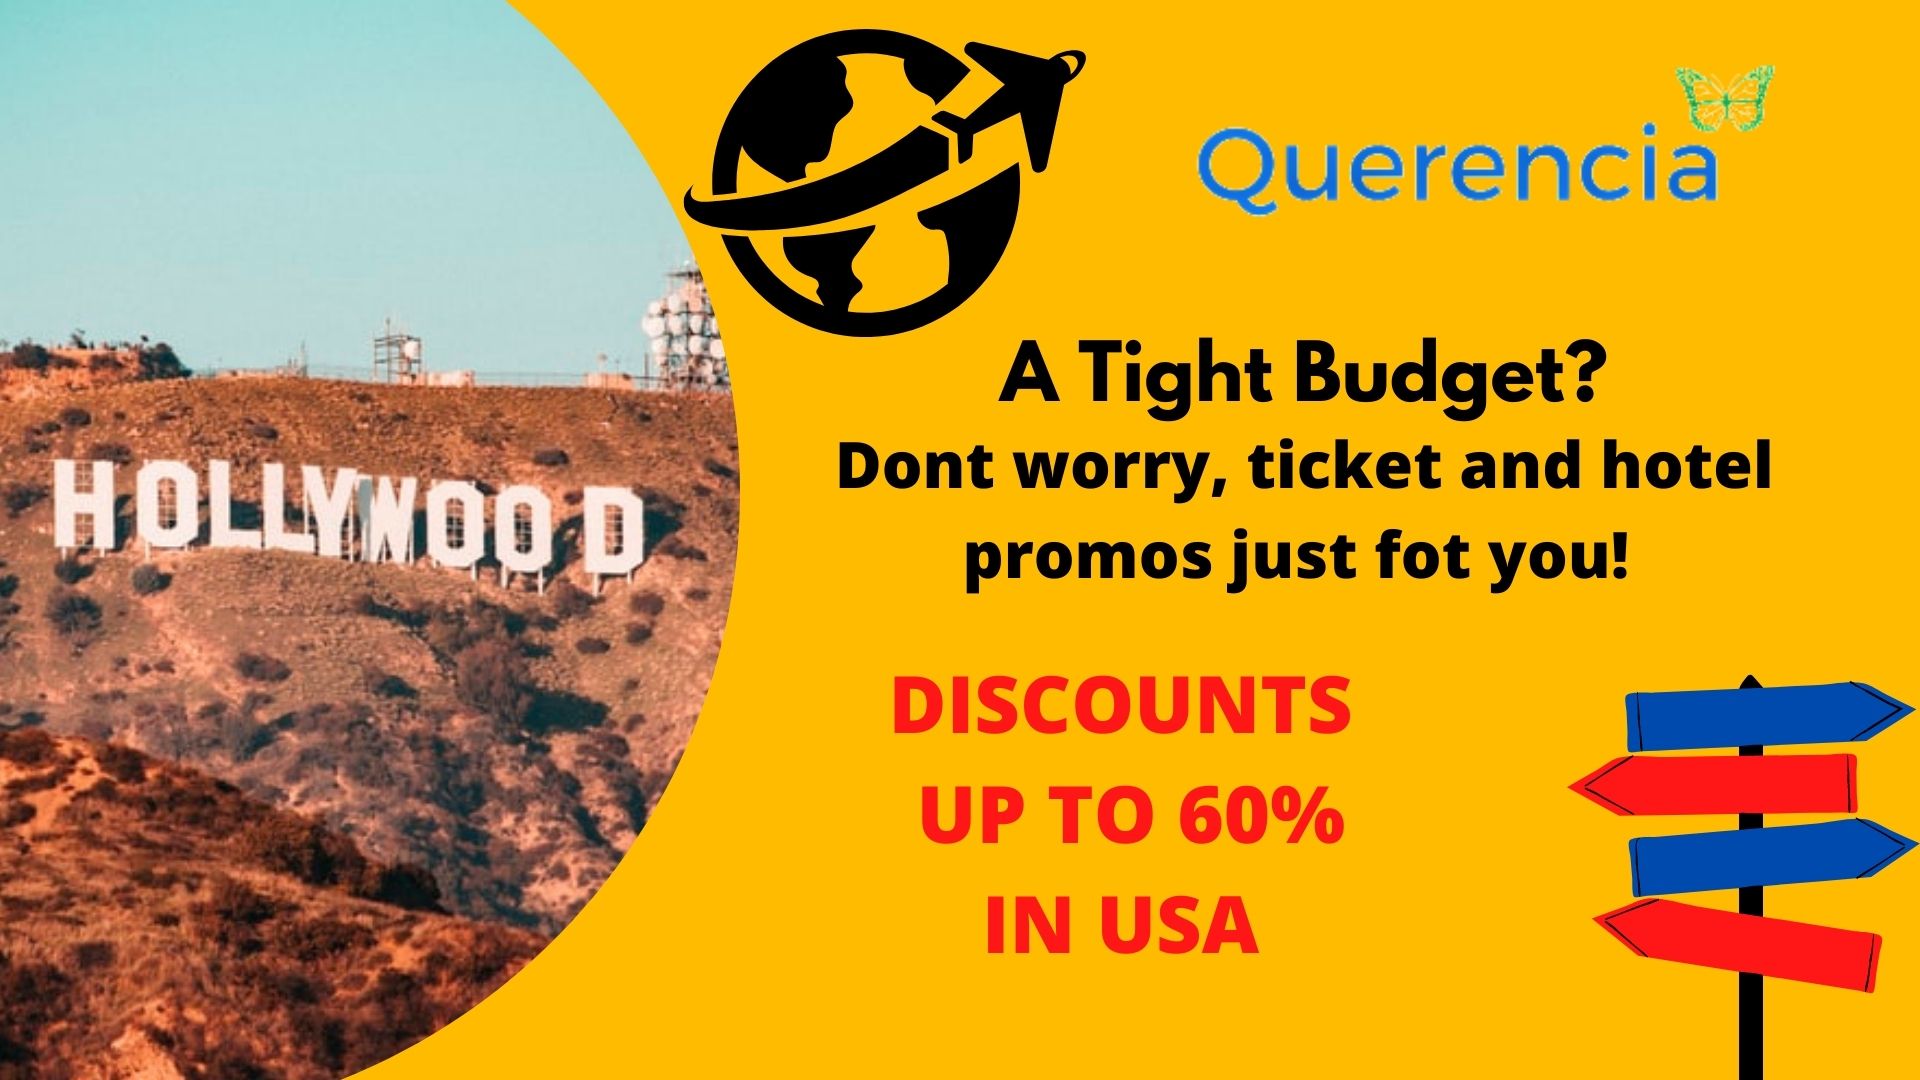 Querencia
A Tight Budget?
Dont worry, ticket and hotel
promos just fot you!
HOLLYWOOD
DISCOUNTS
UP TO 60%
IN USA